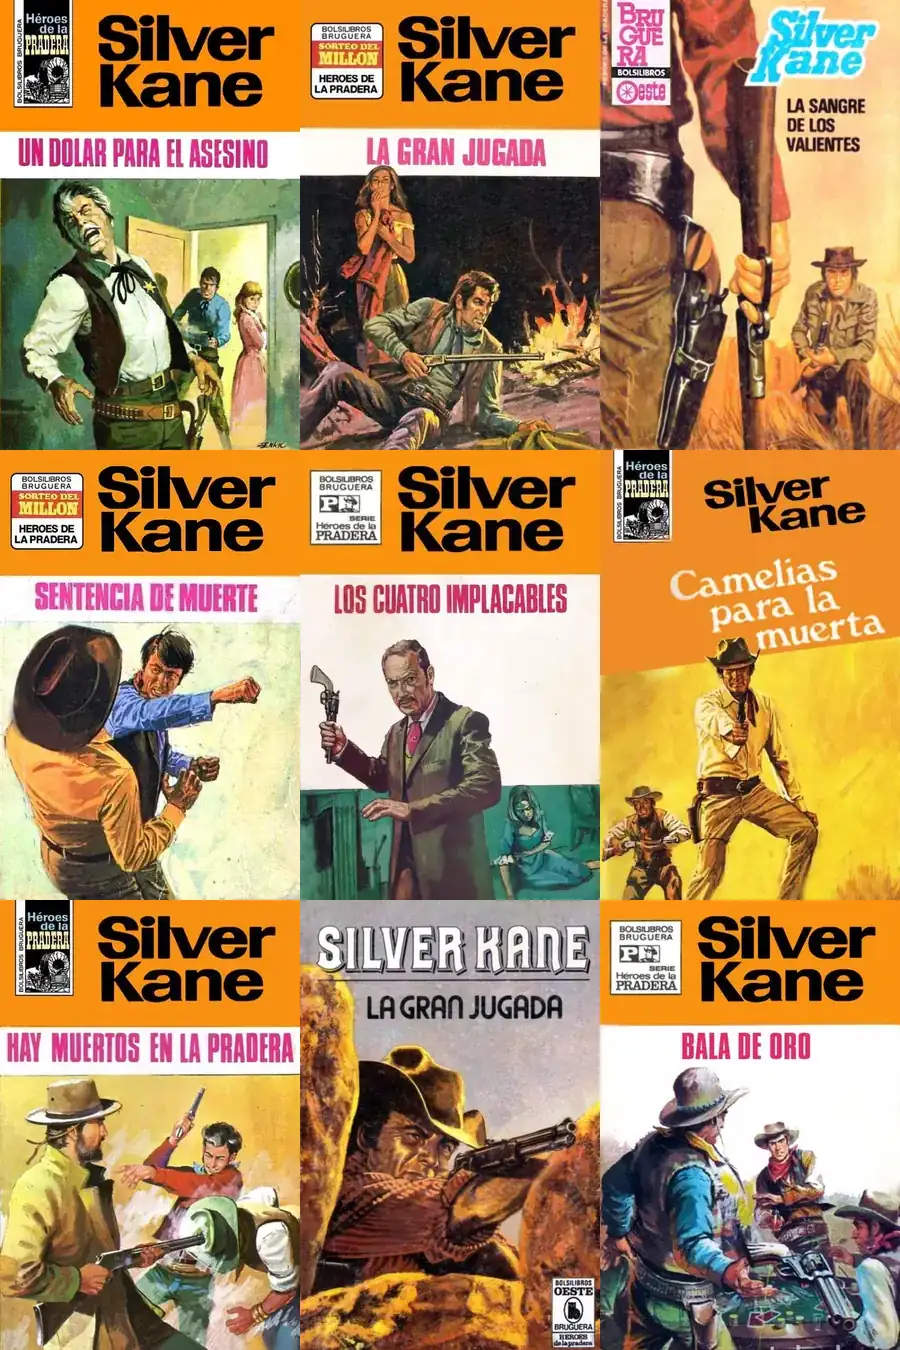 BOLSILIBROS BRUGUERA
Héroes
de la
PRADERA
Silver
Kane
UN DOLAR PARA EL ASESINO
BOLSILIBROS
BRUGUERA
SORTEO DEL
MILLON
HEROES DE
LA PRADERA
Silver
Kane
LA GRAN JUGADA
HEROES DE LA PRADERA
BRU
GUE
RA
BOLSILIBROS
Oeste
Silver
Kane
LA SANGRE
DE LOS
VALIENTES
BOLSILIBROS
BRUGUERA
SORTEO DEL
MILLON
HEROES DE
LA PRADERA
Silver
Kane
SENTENCIA DE MUERTE
BOLSILIBROS
BRUGUERA
SERIE
Héroes de la
PRADERA
Silver
Kane
LOS CUATRO IMPLACABLES
BOLSILIBROS BRUGUERA
Héroes
de la
PRADERA
Silver
Kane
Camelias
para la
muerta
BOLSILIBROS BRUGUERA
Héroes
de la
PRADERA
Silver
Kane
HAY MUERTOS EN LA PRADERA
SILVER KANE
LA GRAN JUGADA
BOLSILIBROS
OESTE
BRUGUERA
HEROES
de la pradera
BOLSILIBROS
BRUGUERA
SERIE
Héroes de la
PRADERA
Silver
Kane
BALA DE ORO